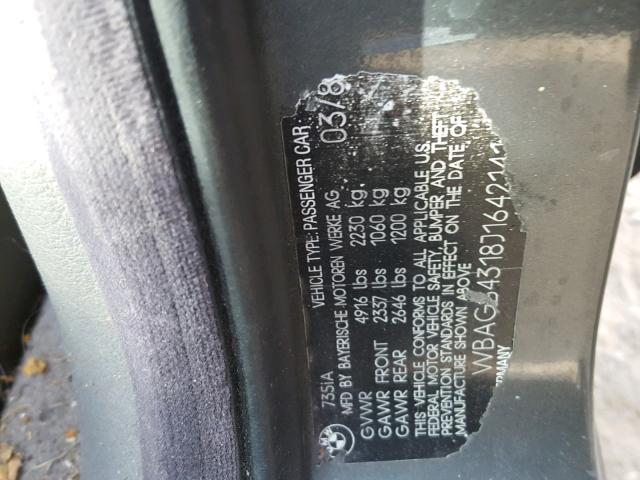 735iA
VEHICLE TYPE: PASSENGER CAR 03/8
MFD BY BAYERISCHE MOTOREN WERKE AG
GVWR 4916 lbs 2230 kg.
GAWR FRONT 2337 lbs 1060 kg
GAWR REAR 2646 lbs 1200 kg
THIS VEHICLE CONFORMS TO ALL APPLICABLE U.S.
FEDERAL MOTOR VEHICLE SAFETY, BUMPER AND THEFT
PREVENTION STANDARDS IN EFFECT ON THE DATE OF
MANUFACTURE SHOWN ABOVE